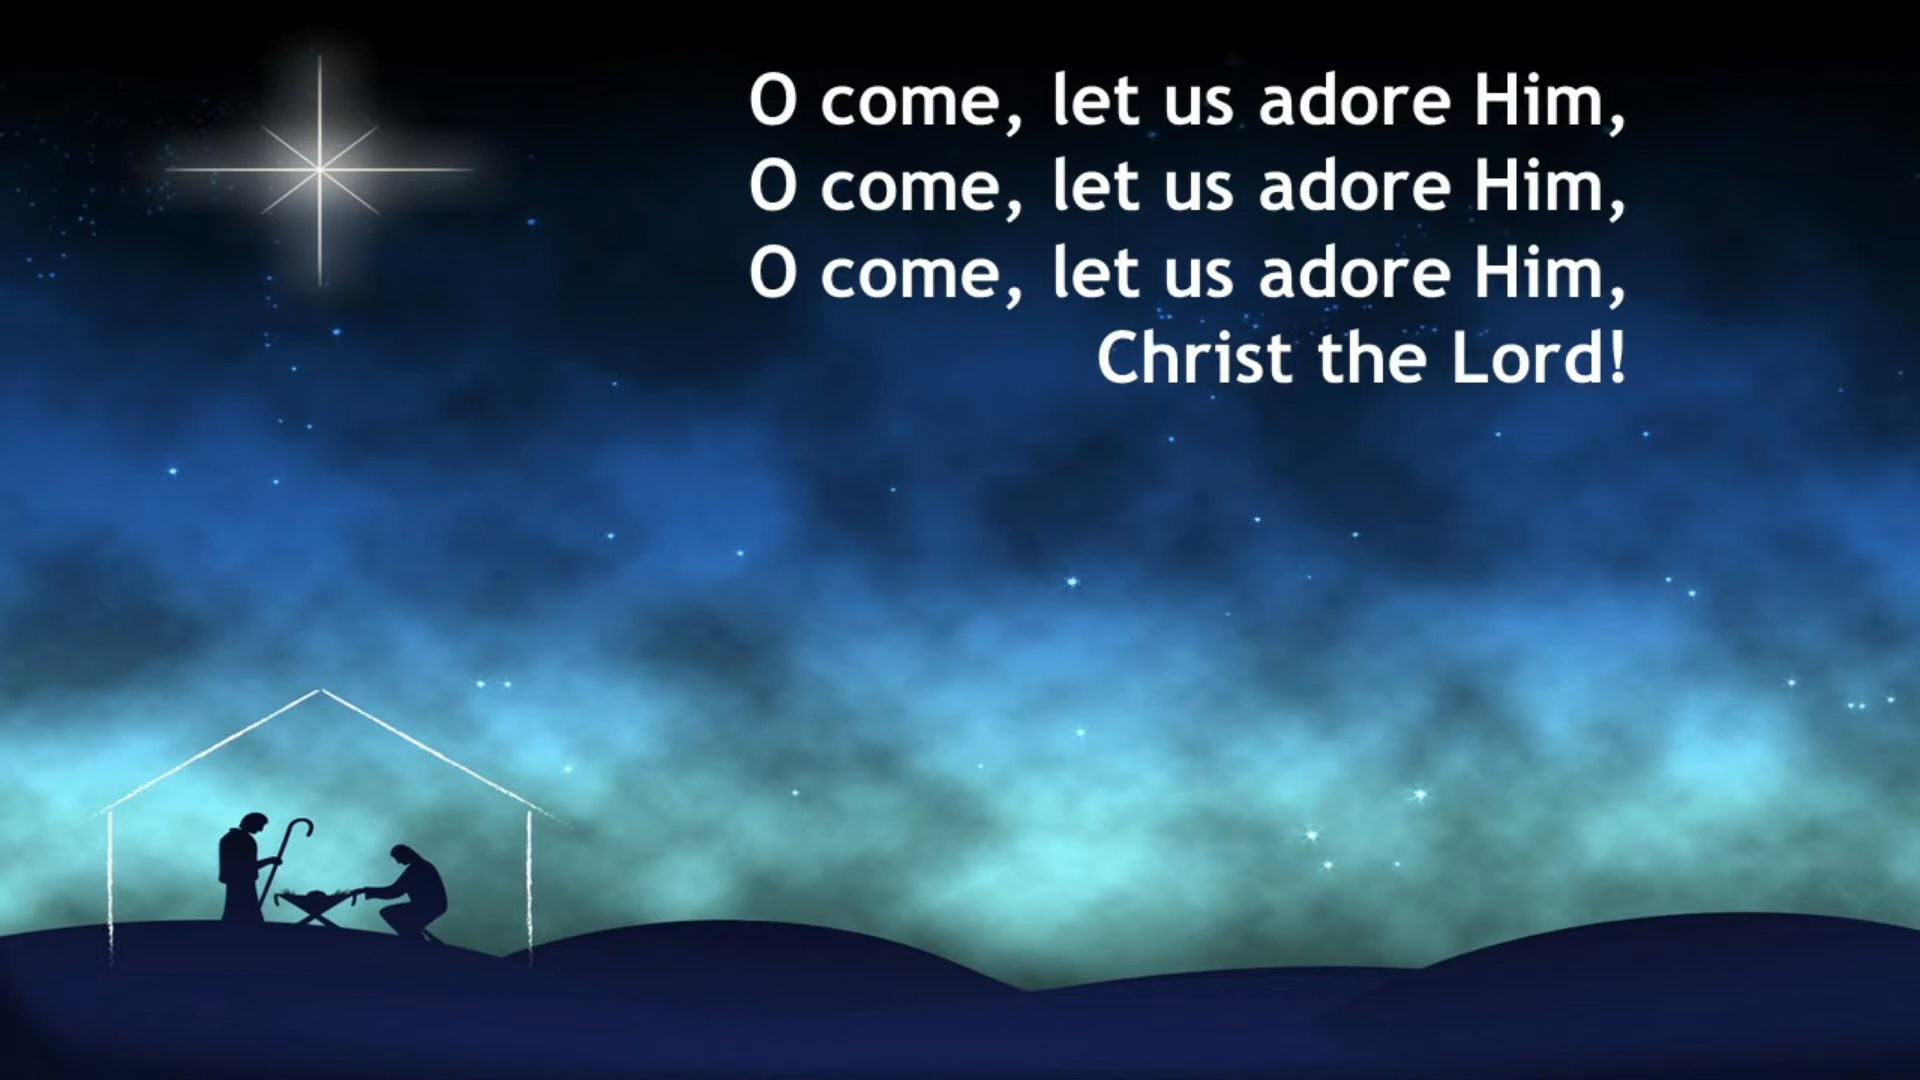 O come, let us adore Him,
O come, let us adore Him,
O come, let us adore Him,
Christ the Lord!